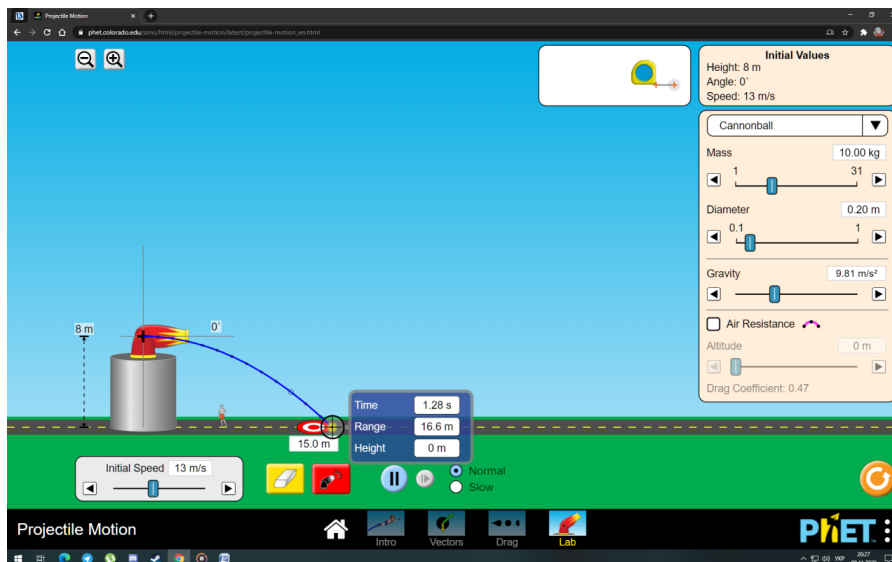 Projectile Motion
phet.colorado.edu/sims/html/projectile-motion/latest/projectile-motion_en.html
Initial Values
Height: 8 m
Angle: 0°
Speed: 13 m/s
Cannonball
Mass 10.00 kg
1 31
Diameter 0.20 m
0.1 1
Gravity 9.81 m/s²
Air Resistance
Altitude 0 m
Drag Coefficient: 0.47
8 m
0°
15.0 m
Time 1.28 s
Range 16.6 m
Height 0 m
Initial Speed 13 m/s
Normal
Slow
Projectile Motion
Intro
Vectors
Drag
Lab
PhET
УКР
20:27